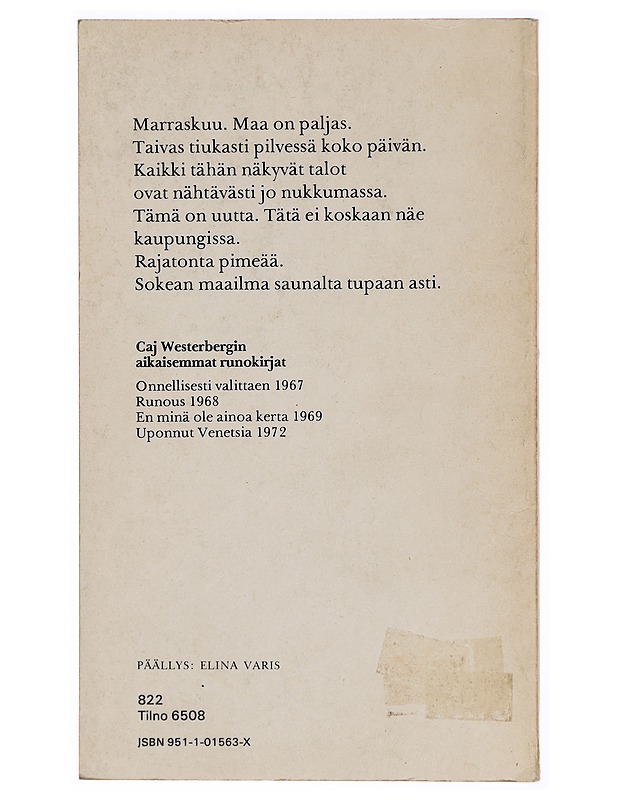 Marraskuu. Maa on paljas.
Taivas tiukasti pilvessä koko päivän.
Kaikki tähän näkyvät talot
ovat nähtävästi jo nukkumassa.
Tämä on uutta. Tätä ei koskaan näe
kaupungissa.
Rajatonta pimeää.
Sokean maailma saunalta tupaan asti.
Caj Westerbergin
aikaisemmat runokirjat
Onnellisesti valittaen 1967
Runous 1968
En minä ole ainoa kerta 1969
Uponnut Venetsia 1972
PÄÄLLYS: ELINA VARIS
822
Tilno 6508
ISBN 951-1-01563-X